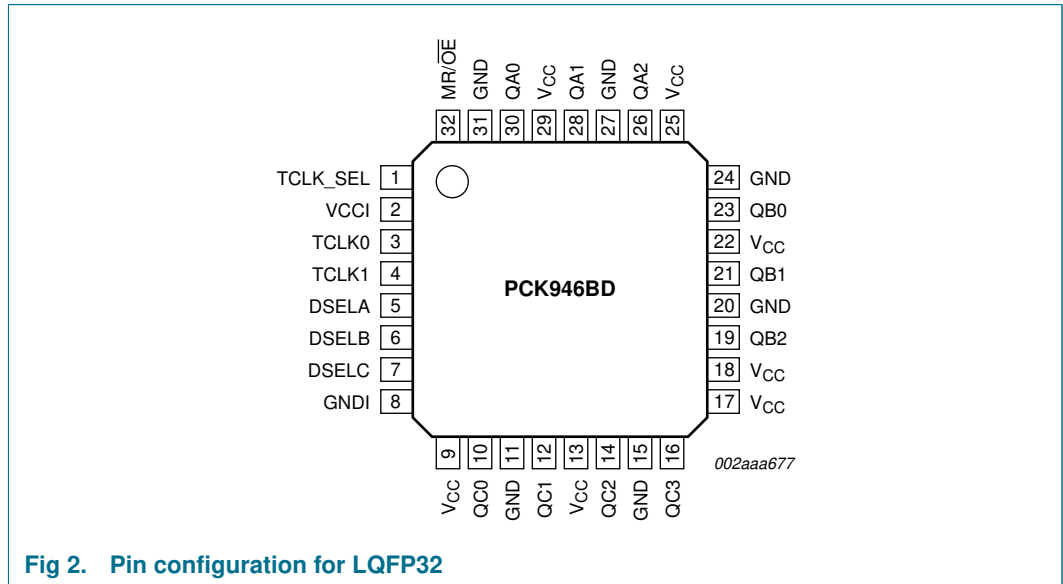 MR/OE
GND
QA0
VCC
QA1
GND
QA2
VCC
32
31
30
29
28
27
26
25
TCLK_SEL 1
VCCI 2
TCLK0 3
TCLK1 4
DSELA 5
DSELB 6
DSELC 7
GNDI 8
PCK946BD
24 GND
23 QB0
22 VCC
21 QB1
20 GND
19 QB2
18 VCC
17 VCC
9
10
11
12
13
14
15
16
VCC
QC0
GND
QC1
VCC
QC2
GND
QC3
002aaa677
Fig 2. Pin configuration for LQFP32